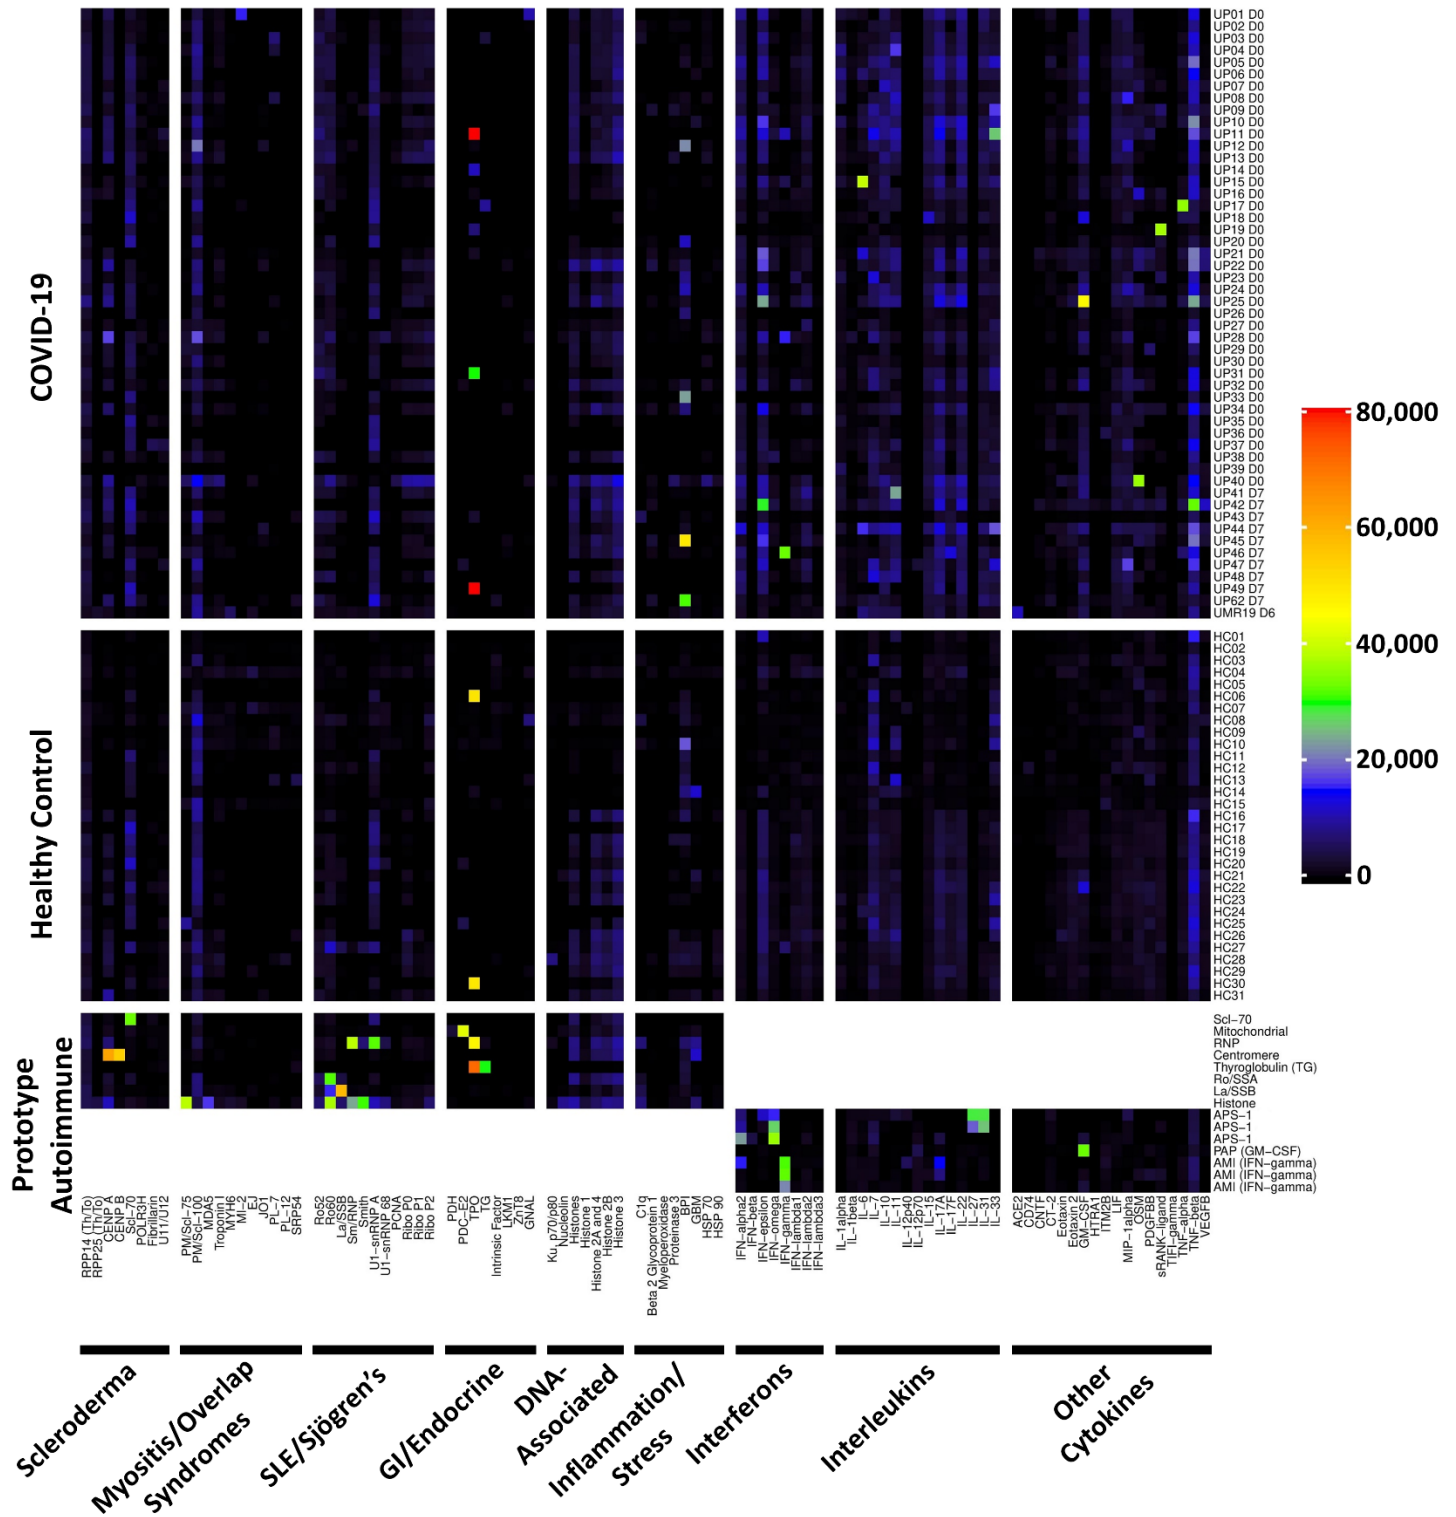 COVID-19
UP01 D0
UP02 D0
UP03 D0
UP04 D0
UP05 D0
UP06 D0
UP07 D0
UP08 D0
UP09 D0
UP10 D0
UP11 D0
UP12 D0
UP13 D0
UP14 D0
UP15 D0
UP16 D0
UP17 D0
UP18 D0
UP19 D0
UP20 D0
UP21 D0
UP22 D0
UP23 D0
UP24 D0
UP25 D0
UP26 D0
UP27 D0
UP28 D0
UP29 D0
UP30 D0
UP31 D0
UP32 D0
UP33 D0
UP34 D0
UP35 D0
UP36 D0
UP37 D0
UP38 D0
UP39 D0
UP40 D0
UP41 D7
UP42 D7
UP43 D7
UP44 D7
UP45 D7
UP46 D7
UP47 D7
UP48 D7
UP49 D7
UP62 D7
UMR19 D6
80,000
60,000
40,000
20,000
0
Healthy Control
HC01
HC02
HC03
HC04
HC05
HC06
HC07
HC08
HC09
HC10
HC11
HC12
HC13
HC14
HC15
HC16
HC17
HC18
HC19
HC20
HC21
HC22
HC23
HC24
HC25
HC26
HC27
HC28
HC29
HC30
HC31
Prototype
Autoimmune
Scl-70
Mitochondrial
RNP
Centromere
Thyroglobulin (TG)
Ro/SSA
La/SSB
Histone
APS-1
APS-1
APS-1
PAP (GM-CSF)
AMI (IFN-gamma)
AMI (IFN-gamma)
AMI (IFN-gamma)
RPP14 (Th/To)
RPP25 (Th/To)
CENP A
CENP B
Scl-70
POLR3H
Fibrillarin
U11/U12
PM/Scl-75
PM/Scl-100
MDA5
Troponin I
MYH6
MI-2
EJ
JO1
PL-7
PL-12
SRP54
Ro52
Ro60
La/SSB
Sm/RNP
Smith
U1-snRNP A
U1-snRNP 68
PCNA
Ribo P0
Ribo P1
Ribo P2
PDH
PDC-E2
TPO
TG
Intrinsic Factor
LKM1
ZNT8
GNAL
Ku p70/p80
Nucleolin
Histones
Histone 1
Histone 2A and 4
Histone 2B
Histone 3
C1q
Beta 2 Glycoprotein 1
Myeloperoxidase
Proteinase 3
BPI
GBM
HSP 70
HSP 90
IFN-alpha2
IFN-beta
IFN-epsilon
IFN-omega
IFN-gamma
IFN-lambda1
IFN-lambda2
IFN-lambda3
IL-1alpha
IL-1beta
IL-6
IL-7
IL-10
IL-11
IL-12p40
IL-12p70
IL-15
IL-17A
IL-17F
IL-22
IL-27
IL-31
IL-33
ACE2
CD74
CNTF
CT-2
Eotaxin
Eotaxin 2
GM-CSF
HTRA1
ITM2B
LIF
MIP-1alpha
OSM
PDGFBB
sRANK-ligand
TIFI-gamma
TNF-alpha
TNF-beta
VEGFB
Scleroderma
Myositis/Overlap
Syndromes
SLE/Sjögren's
GI/Endocrine
DNA-
Associated
Inflammation/
Stress
Interferons
Interleukins
Other
Cytokines